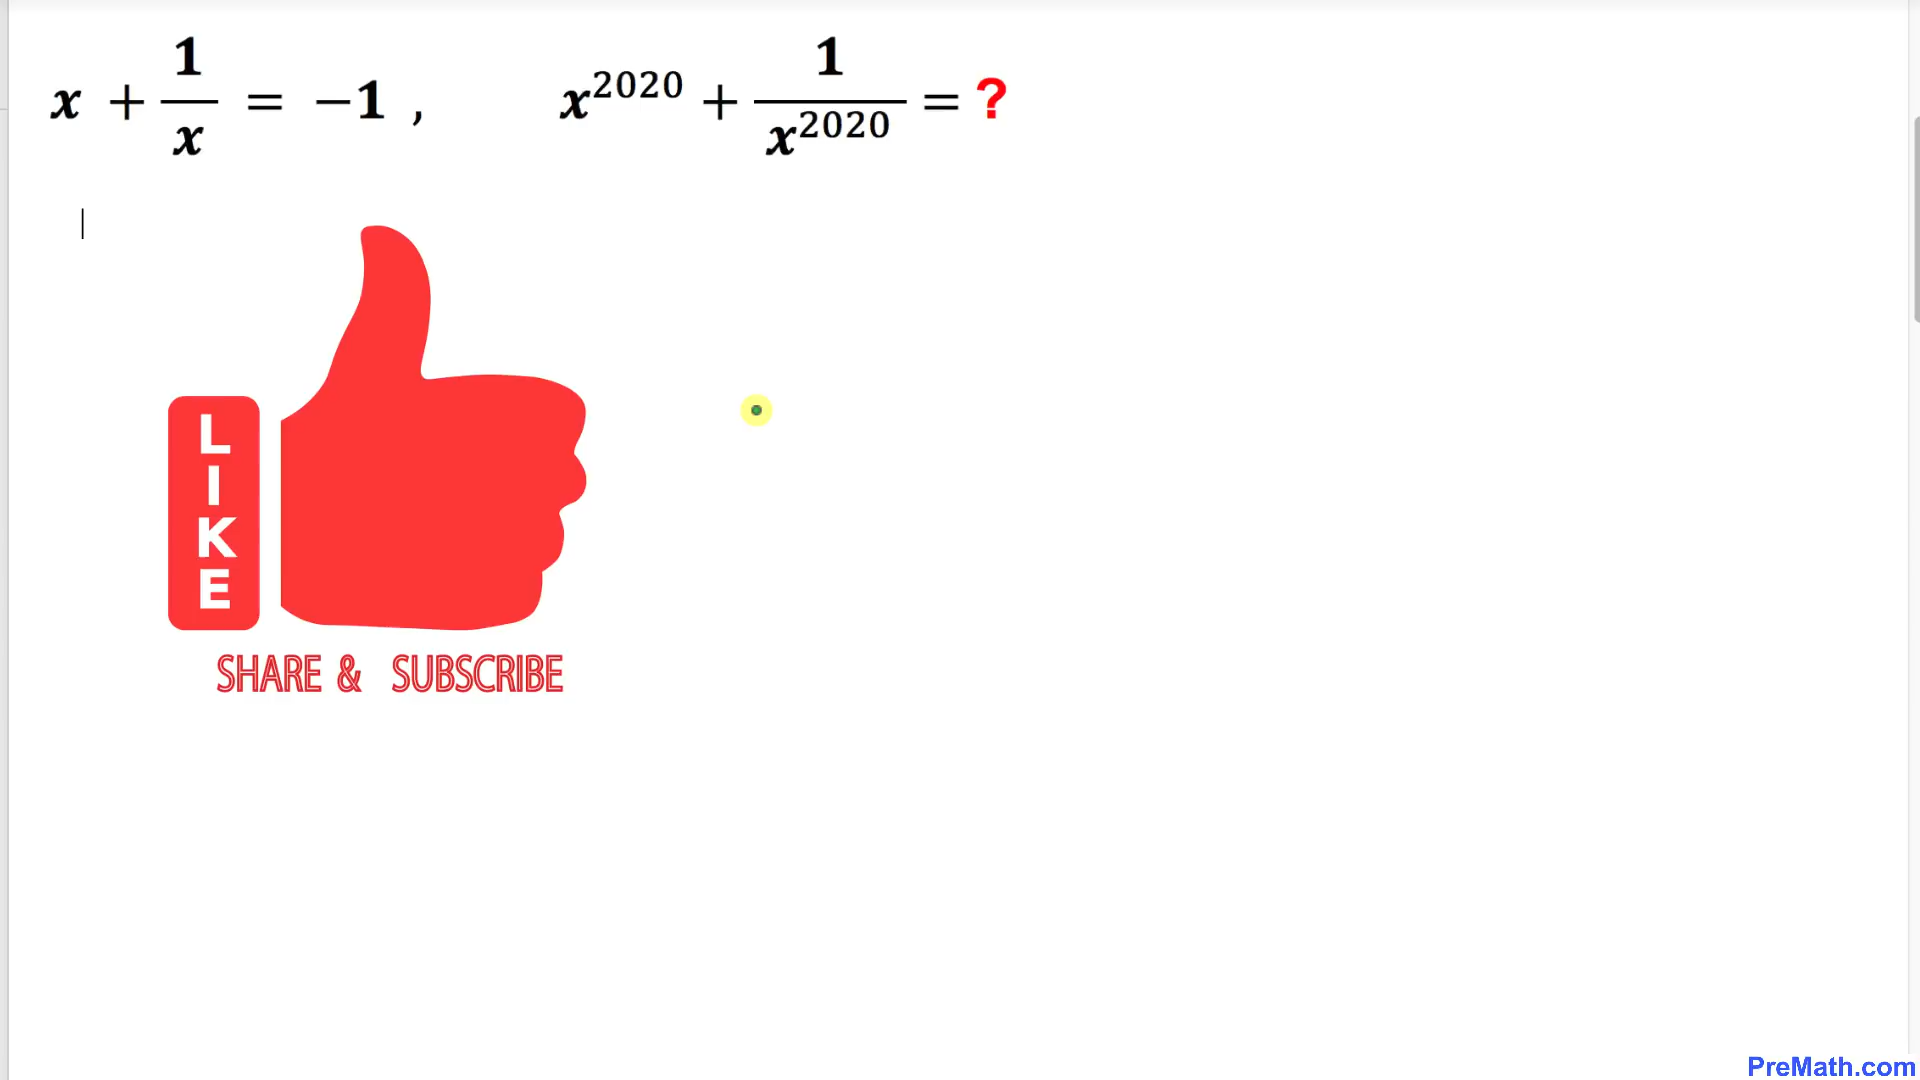 x + 1/x = −1 , x^2020 + 1/x^2020 = ?
L
I
K
E
SHARE & SUBSCRIBE
PreMath.com